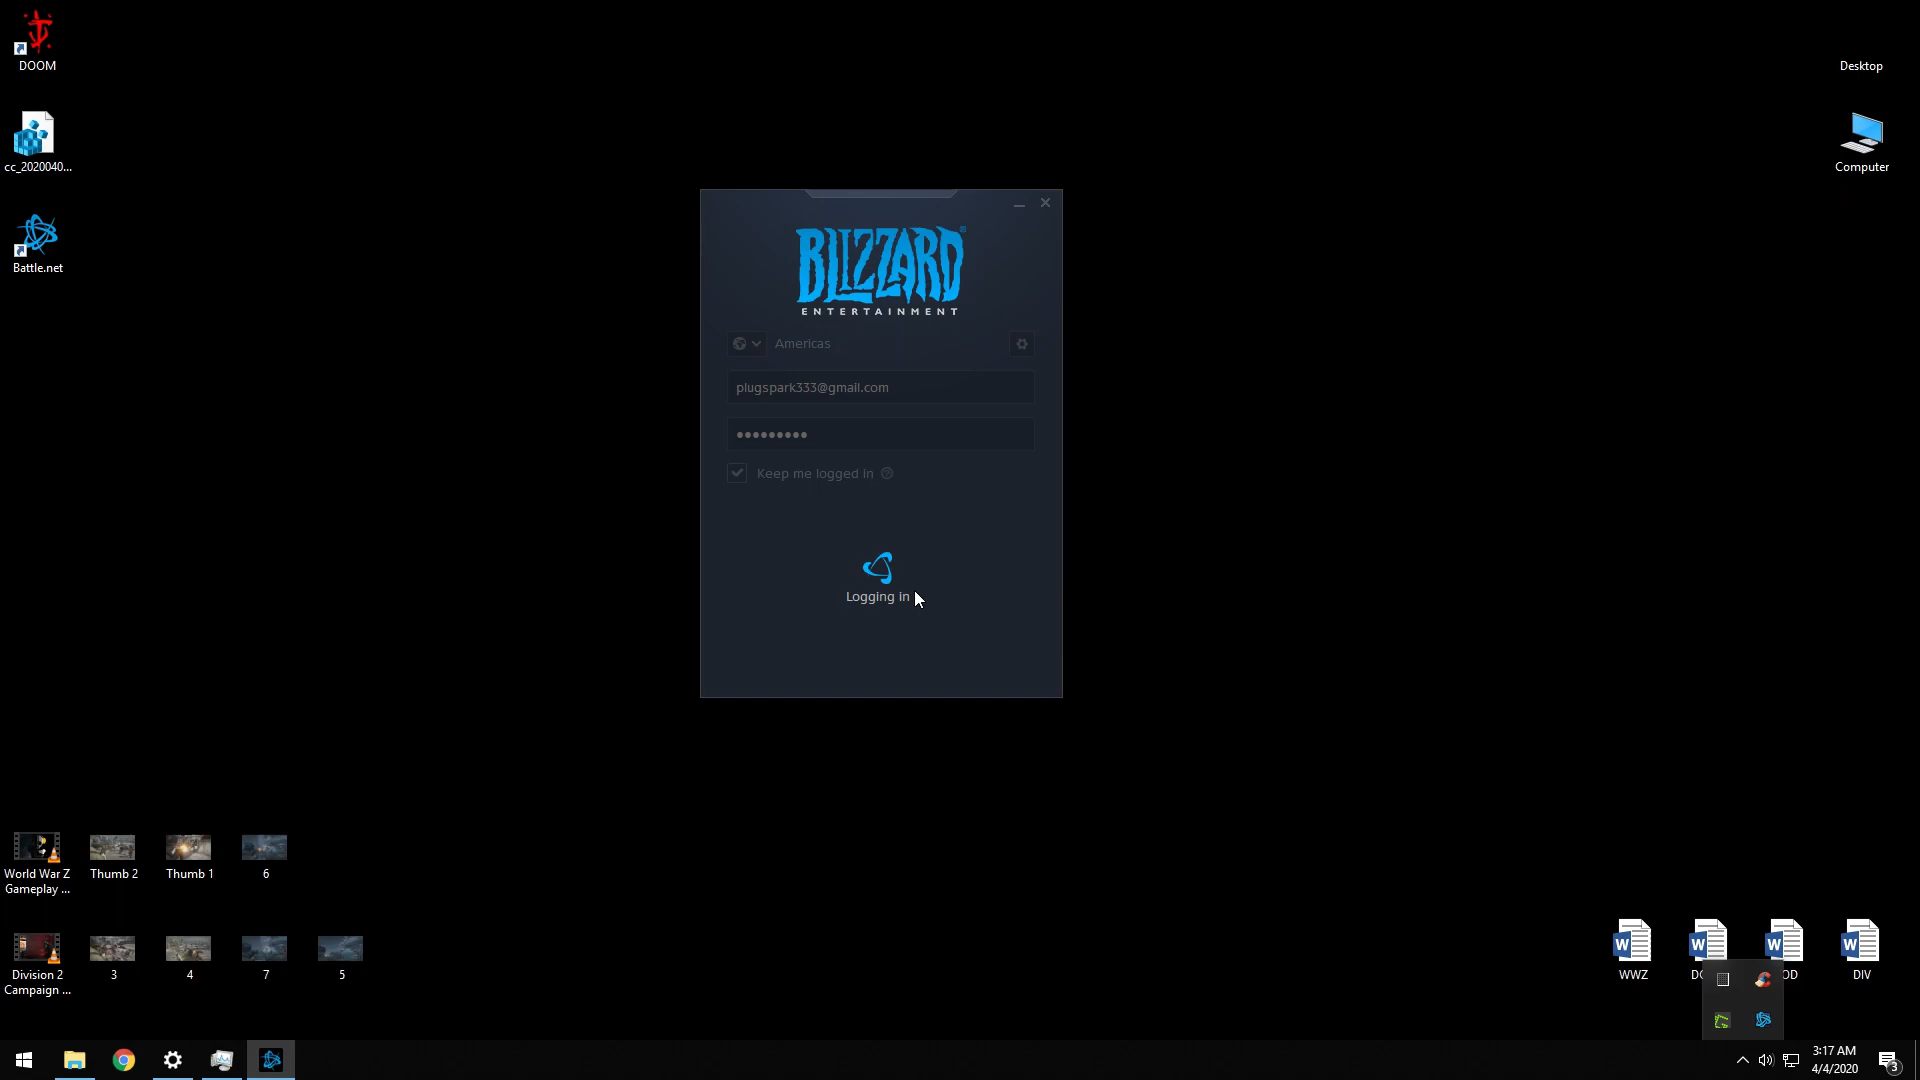 DOOM
Desktop
cc_2020040...
Computer
Battle.net
BLIZZARD
ENTERTAINMENT
Americas
plugspark333@gmail.com
Keep me logged in
Logging in
World War Z
Gameplay ...
Thumb 2
Thumb 1
6
Division 2
Campaign ...
3
4
7
5
WWZ
DIV
3:17 AM
4/4/2020
3